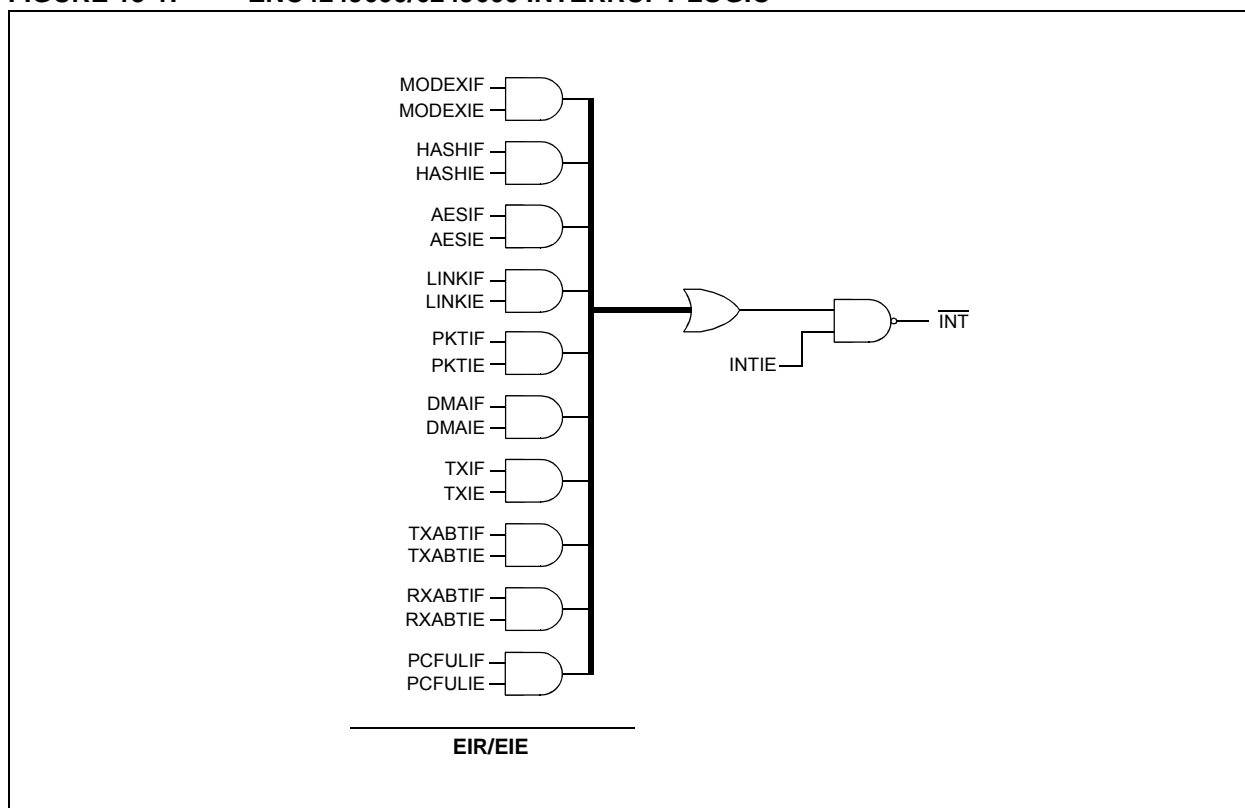 MODEXIF
MODEXIE
HASHIF
HASHIE
AESIF
AESIE
LINKIF
LINKIE
PKTIF
PKTIE
INTIE
INT
DMAIF
DMAIE
TXIF
TXIE
TXABTIF
TXABTIE
RXABTIF
RXABTIE
PCFULIF
PCFULIE
EIR/EIE